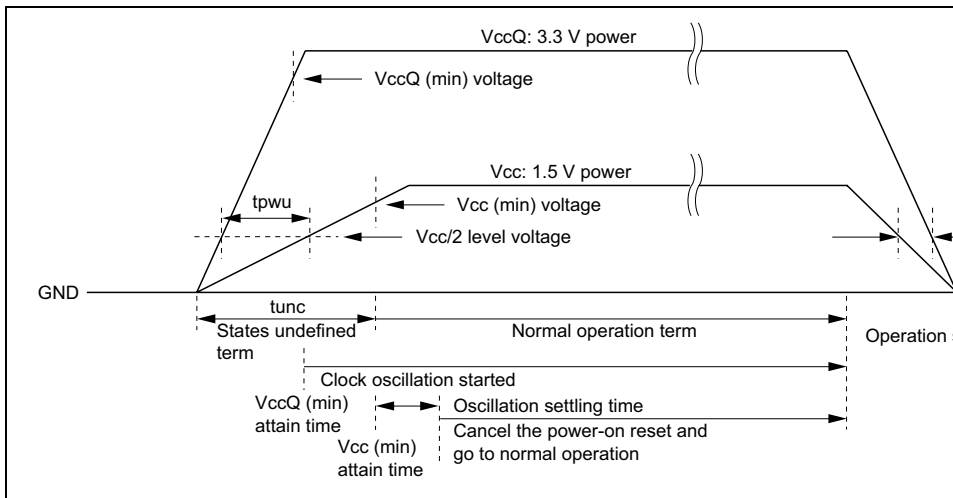 VccQ: 3.3 V power
VccQ (min) voltage
Vcc: 1.5 V power
tpwu
Vcc (min) voltage
Vcc/2 level voltage
GND
tunc
States undefined
term
Normal operation term
Operation
Clock oscillation started
VccQ (min)
attain time
Oscillation settling time
Vcc (min)
attain time
Cancel the power-on reset and
go to normal operation